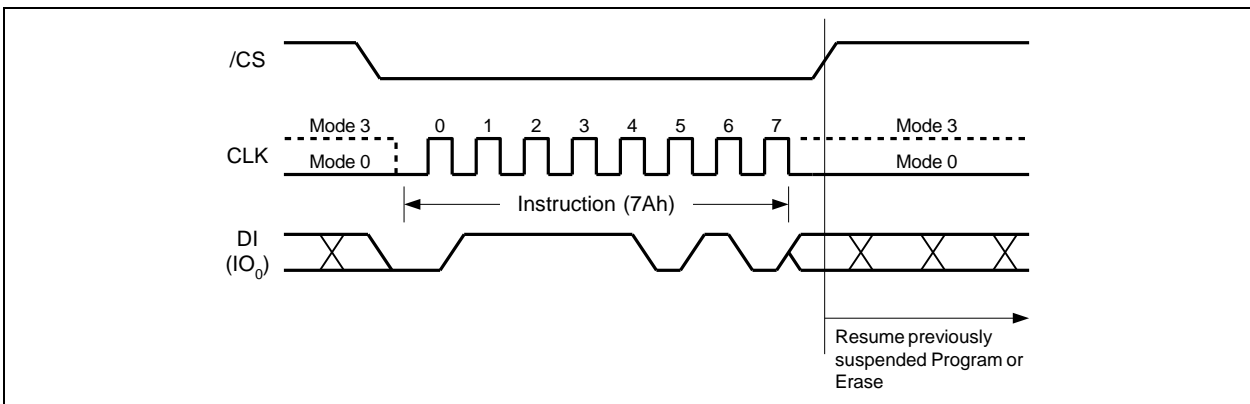 /CS
Mode 3
0 1 2 3 4 5 6 7
Mode 3
CLK
Mode 0
Mode 0
Instruction (7Ah)
DI
(IO₀)
Resume previously
suspended Program or
Erase